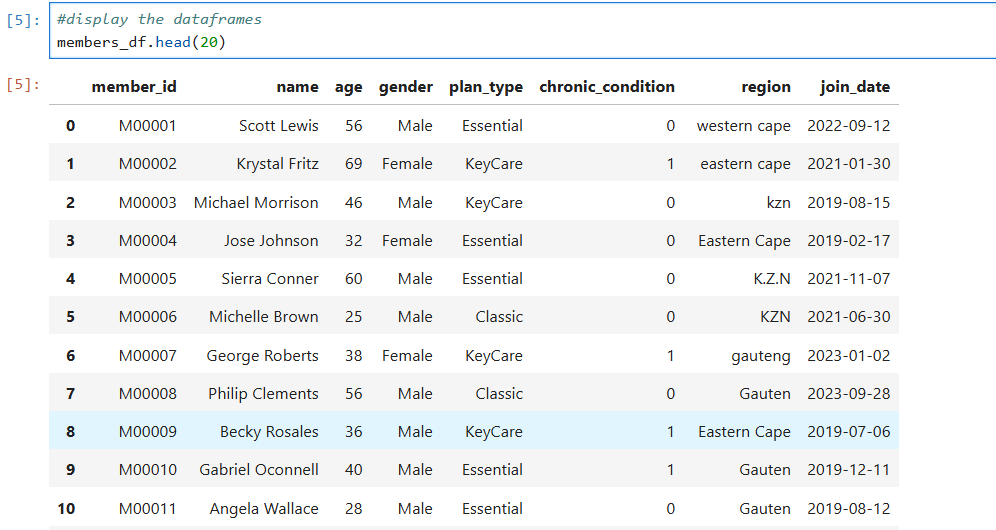 [5]: #display the dataframes
members_df.head(20)
[5]: member_id name age gender plan_type chronic_condition region join_date
0 M00001 Scott Lewis 56 Male Essential 0 western cape 2022-09-12
1 M00002 Krystal Fritz 69 Female KeyCare 1 eastern cape 2021-01-30
2 M00003 Michael Morrison 46 Male KeyCare 0 kzn 2019-08-15
3 M00004 Jose Johnson 32 Female Essential 0 Eastern Cape 2019-02-17
4 M00005 Sierra Conner 60 Male Essential 0 K.Z.N 2021-11-07
5 M00006 Michelle Brown 25 Male Classic 0 KZN 2021-06-30
6 M00007 George Roberts 38 Female KeyCare 1 gauteng 2023-01-02
7 M00008 Philip Clements 56 Male Classic 0 Gauten 2023-09-28
8 M00009 Becky Rosales 36 Male KeyCare 1 Eastern Cape 2019-07-06
9 M00010 Gabriel Oconnell 40 Male Essential 1 Gauten 2019-12-11
10 M00011 Angela Wallace 28 Male Essential 0 Gauten 2019-08-12